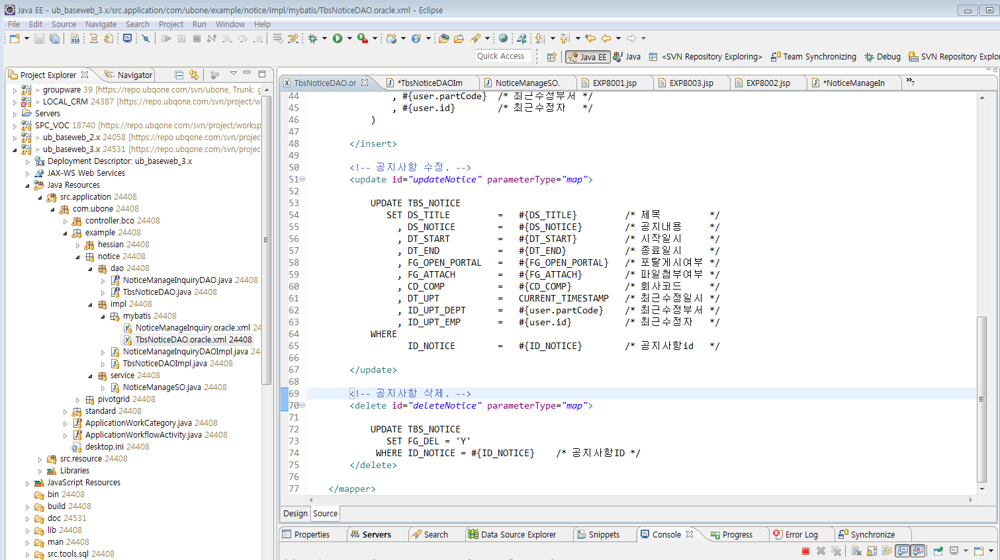 Java EE - ub_baseweb_3.x/src.application/com/ubone/example/notice/impl/mybatis/TbsNoticeDAO.oracle.xml - Eclipse
File Edit Source Navigate Search Project Run Window Help
Quick Access
Java EE Java <SVN Repository Exploring> Team Synchronizing Debug SVN Repository Explor
Project Explorer Navigator
> groupware 39 [https://repo.ubqone.com/svn/ubone, Trunk: g
> LOCAL_CRM 24387 [https://repo.ubqone.com/svn/project/w
Servers
SPC_VOC 18740 [https://repo.ubqone.com/svn/project/worksp
> ub_baseweb_2.x 24058 [https://repo.ubqone.com/svn/projec
> ub_baseweb_3.x 24531 [https://repo.ubqone.com/svn/projec
Deployment Descriptor: ub_baseweb_3.x
JAX-WS Web Services
Java Resources
src.application 24408
com.ubone 24408
controller.bco 24408
example 24408
hessian 24408
notice 24408
dao 24408
NoticeManageInquiryDAO.java 24408
TbsNoticeDAO.java 24408
impl 24408
mybatis 24408
NoticeManageInquiry.oracle.xml 24
TbsNoticeDAO.oracle.xml 24408
NoticeManageInquiryDAOImpl.java 24
TbsNoticeDAOImpl.java 24408
service 24408
NoticeManageSO.java 24408
pivotgrid 24408
standard 24408
ApplicationWorkCategory.java 24408
ApplicationWorkflowActivity.java 24408
desktop.ini 24408
src.resource 24408
Libraries
JavaScript Resources
bin 24408
build 24408
doc 24531
lib 24408
man 24408
src.tools.sql 24408
TbsNoticeDAO.or *TbsNoticeDAOIm NoticeManageSO. EXP8001.jsp EXP8003.jsp EXP8002.jsp *NoticeManageIn »7
44 , #{user.partCode} /* 최근수정부서 */
45 , #{user.id} /* 최근수정자 */
46 )
47
48 </insert>
49
50 <!-- 공지사항 수정. -->
51 <update id="updateNotice" parameterType="map">
52
53 UPDATE TBS_NOTICE
54 SET DS_TITLE = #{DS_TITLE} /* 제목 */
55 , DS_NOTICE = #{DS_NOTICE} /* 공지내용 */
56 , DT_START = #{DT_START} /* 시작일시 */
57 , DT_END = #{DT_END} /* 종료일시 */
58 , FG_OPEN_PORTAL = #{FG_OPEN_PORTAL} /* 포탈게시여부 */
59 , FG_ATTACH = #{FG_ATTACH} /* 파일첨부여부 */
60 , CD_COMP = #{CD_COMP} /* 회사코드 */
61 , DT_UPT = CURRENT_TIMESTAMP /* 최근수정일시 */
62 , ID_UPT_DEPT = #{user.partCode} /* 최근수정부서 */
63 , ID_UPT_EMP = #{user.id} /* 최근수정자 */
64 WHERE
65 ID_NOTICE = #{ID_NOTICE} /* 공지사항id */
66
67 </update>
68
69 <!-- 공지사항 삭제. -->
70 <delete id="deleteNotice" parameterType="map">
71
72 UPDATE TBS_NOTICE
73 SET FG_DEL = 'Y'
74 WHERE ID_NOTICE = #{ID_NOTICE} /* 공지사항ID */
75 </delete>
76
77 </mapper>
Design Source
Properties Servers Search Data Source Explorer Snippets Console Progress Error Log Synchronize